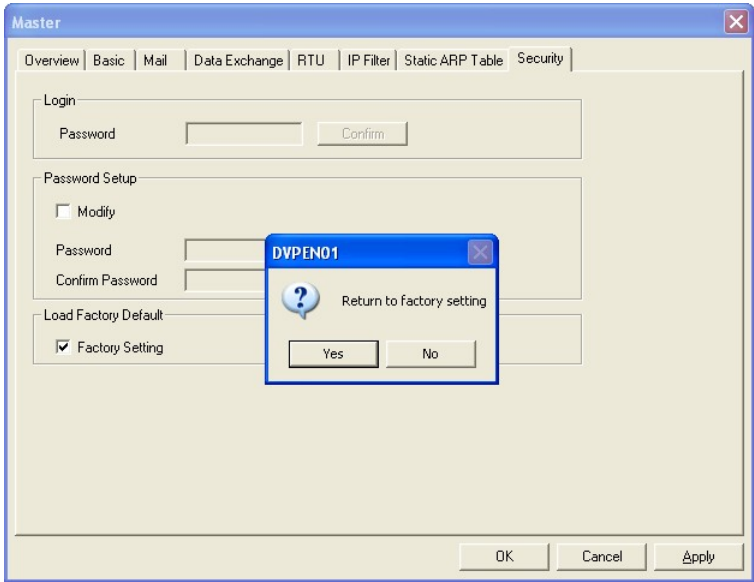 Master
Overview Basic Mail Data Exchange RTU IP Filter Static ARP Table Security
Login
Password Confirm
Password Setup
Modify
Password
Confirm Password
DVPEN01
Return to factory setting
Yes No
Load Factory Default
Factory Setting
OK Cancel Apply